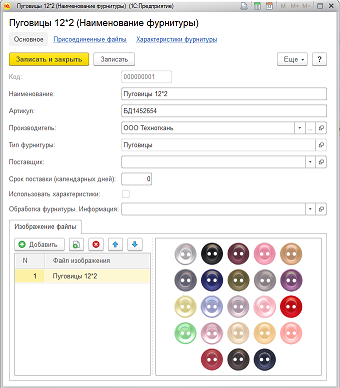 Пуговицы 12*2 (Наименование фурнитуры) (1С:Предприятие)
M M+ M-
Пуговицы 12*2 (Наименование фурнитуры)
Основное Присоединенные файлы Характеристики фурнитуры
Записать и закрыть Записать Еще ?
Код: 000000001
Наименование: Пуговицы 12*2
Артикул: БД1452654
Производитель: ООО Техноткань ...
Тип фурнитуры: Пуговицы
Поставщик:
Срок поставки (календарных дней): 0
Использовать характеристики:
Обработка фурнитуры. Информация:
Изображение файлы
Добавить
N Файл изображения
1 Пуговицы 12*2